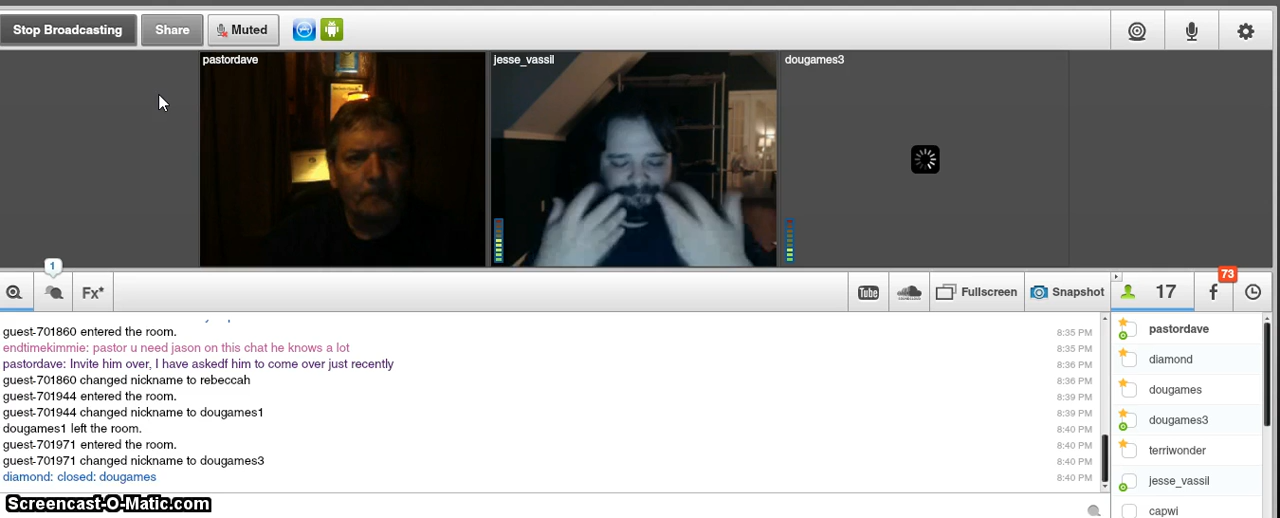 Stop Broadcasting
Share
Muted
pastordave
jesse_vassil
dougames3
1
Fx*
You Tube
Fullscreen
Snapshot
17
f
73
guest-701860 entered the room. 8:35 PM
endtimekimmie: pastor u need jason on this chat he knows a lot 8:35 PM
pastordave: Invite him over, I have askedf him to come over just recently 8:36 PM
guest-701860 changed nickname to rebeccah 8:36 PM
guest-701944 entered the room. 8:39 PM
guest-701944 changed nickname to dougames1 8:39 PM
dougames1 left the room. 8:40 PM
guest-701971 entered the room. 8:40 PM
guest-701971 changed nickname to dougames3 8:40 PM
diamond: closed: dougames 8:40 PM
pastordave
diamond
dougames
dougames3
terriwonder
jesse_vassil
capwi
Screencast-O-Matic.com